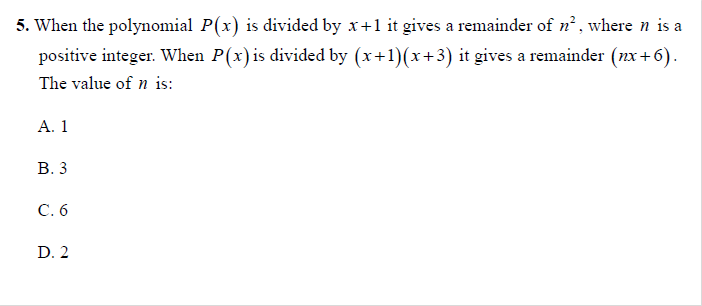 5. When the polynomial P(x) is divided by x+1 it gives a remainder of n², where n is a
positive integer. When P(x) is divided by (x+1)(x+3) it gives a remainder (nx+6).
The value of n is:
A. 1
B. 3
C. 6
D. 2